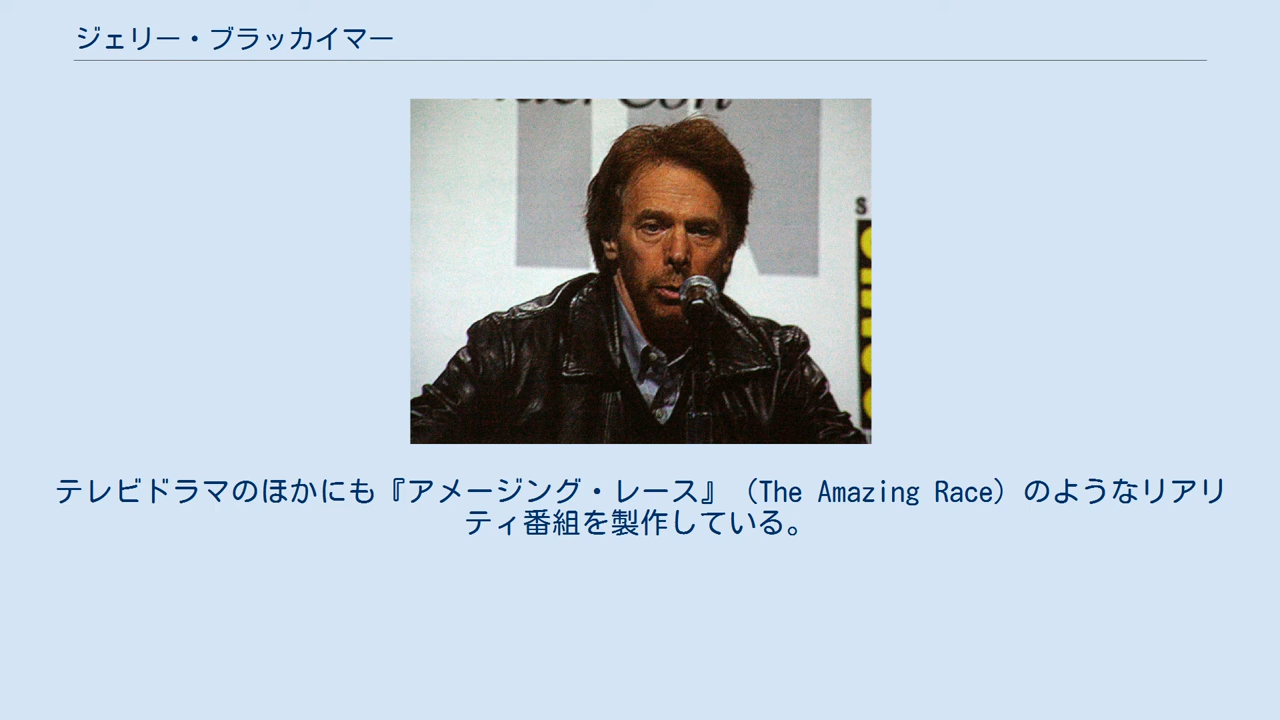 ジェリー・ブラッカイマー
Con
S
テレビドラマのほかにも『アメージング・レース』（The Amazing Race）のようなリアリ
ティ番組を製作している。